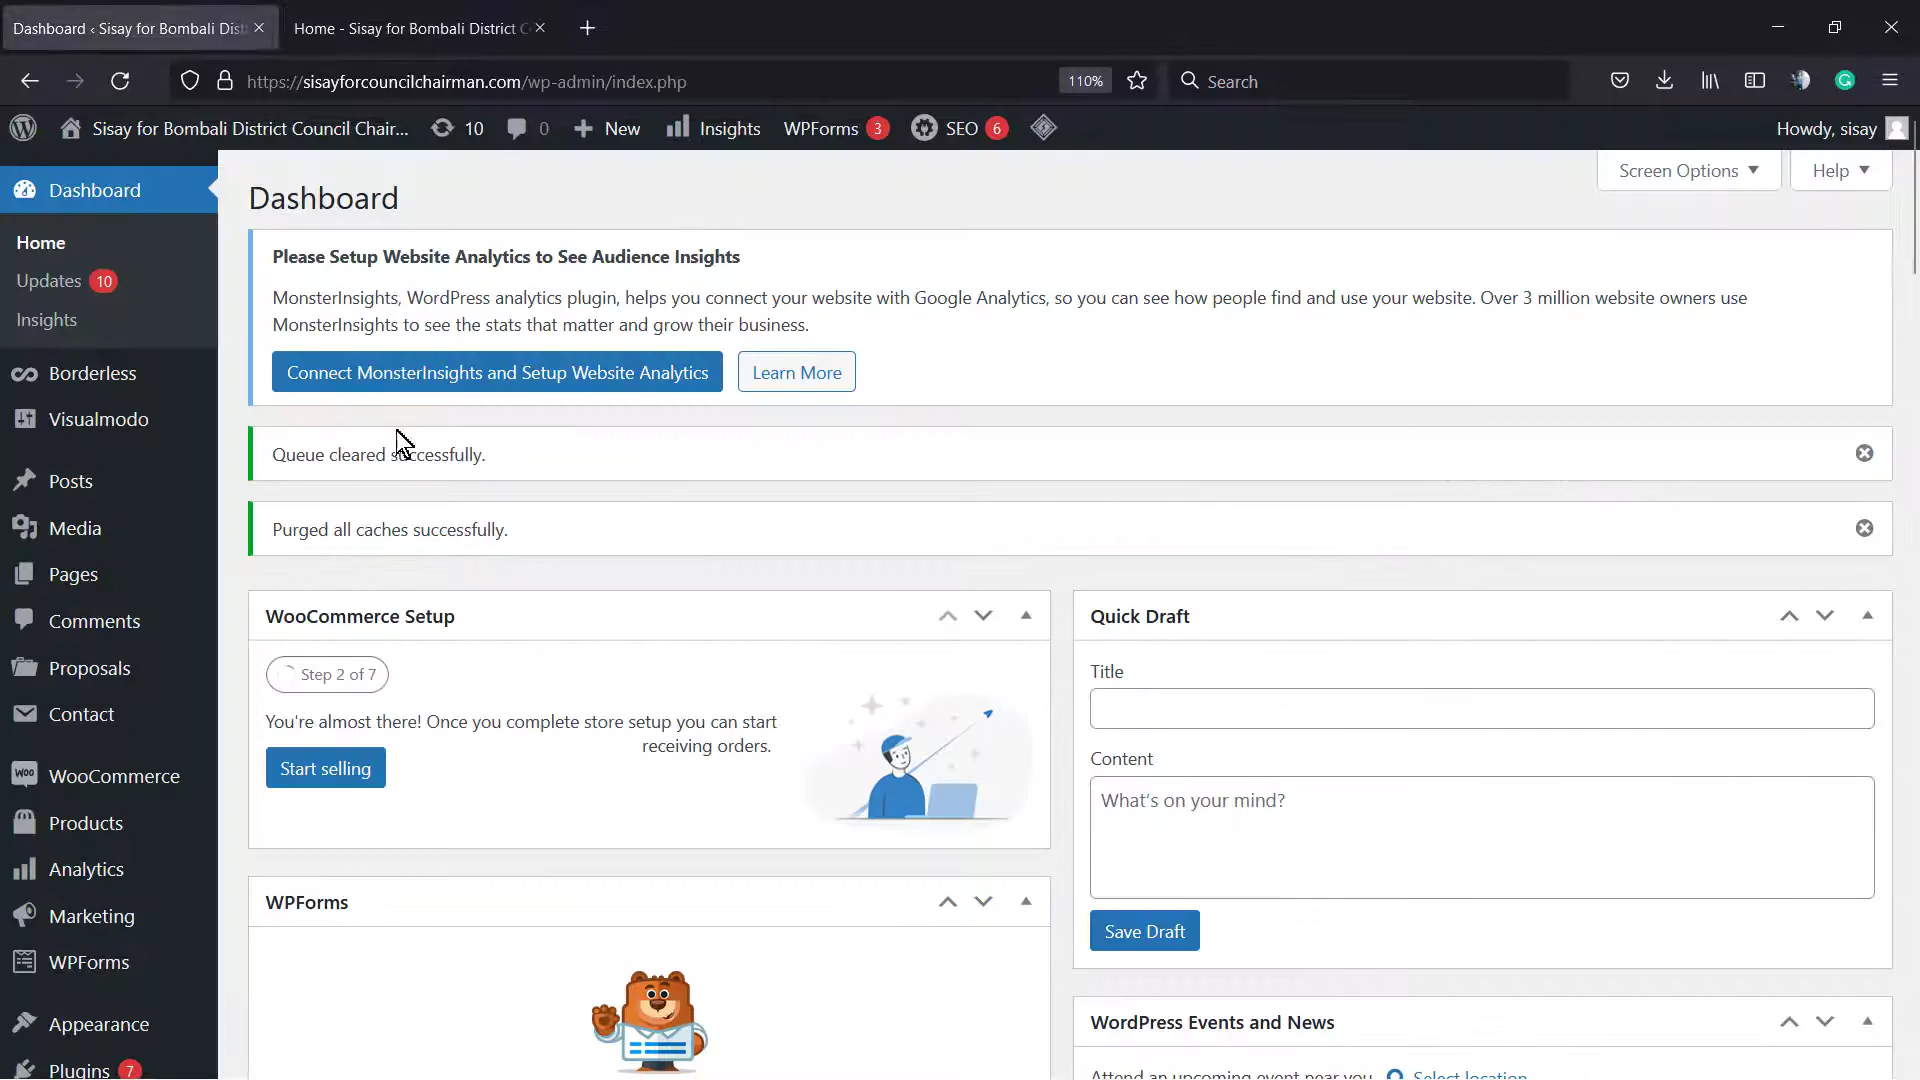 Dashboard ‹ Sisay for Bombali Dist
Home - Sisay for Bombali District C
https://sisayforcouncilchairman.com/wp-admin/index.php
110%
Search
Sisay for Bombali District Council Chair...
10
0
New
Insights
WPForms 3
SEO 6
Howdy, sisay
Screen Options
Help
Dashboard
Home
Updates 10
Insights
Borderless
Visualmodo
Posts
Media
Pages
Comments
Proposals
Contact
WooCommerce
Products
Analytics
Marketing
WPForms
Appearance
Plugins 7
Dashboard
Please Setup Website Analytics to See Audience Insights
MonsterInsights, WordPress analytics plugin, helps you connect your website with Google Analytics, so you can see how people find and use your website. Over 3 million website owners use
MonsterInsights to see the stats that matter and grow their business.
Connect MonsterInsights and Setup Website Analytics
Learn More
Queue cleared successfully.
Purged all caches successfully.
WooCommerce Setup
Step 2 of 7
You're almost there! Once you complete store setup you can start
receiving orders.
Start selling
WPForms
Quick Draft
Title
Content
What's on your mind?
Save Draft
WordPress Events and News
Attend an upcoming event near you
Select location